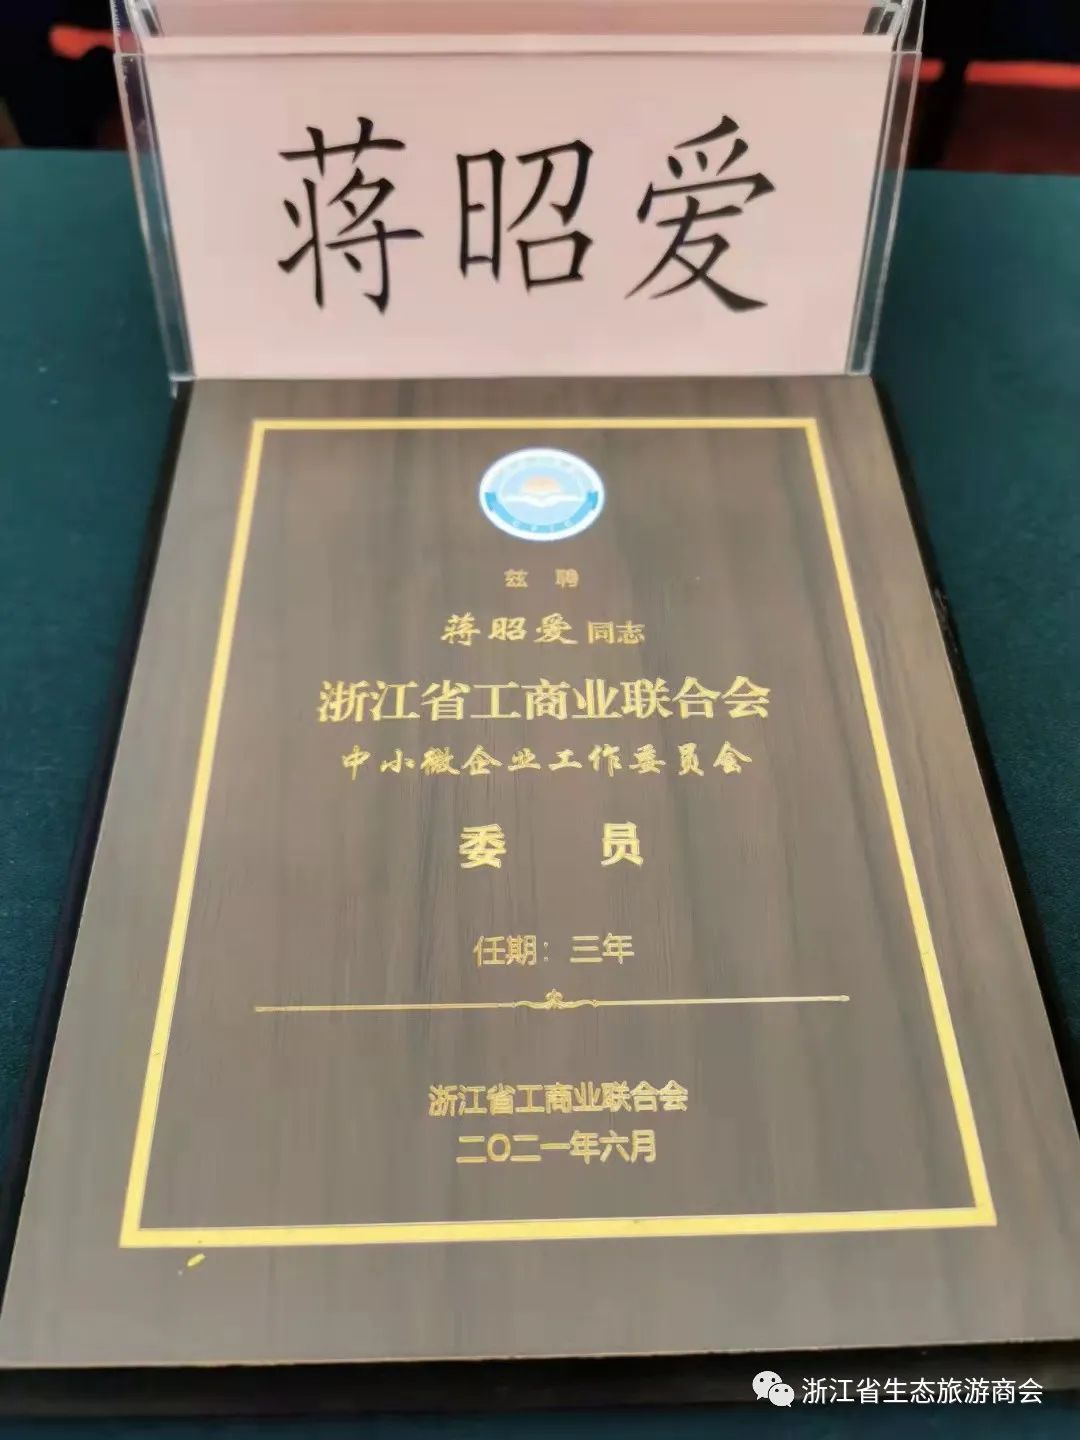 蒋昭爱
兹 聘
蒋昭爱同志
浙江省工商业联合会
中小微企业工作委员会
委 员
任期：三年
浙江省工商业联合会
二〇二一年六月
浙江省生态旅游商会